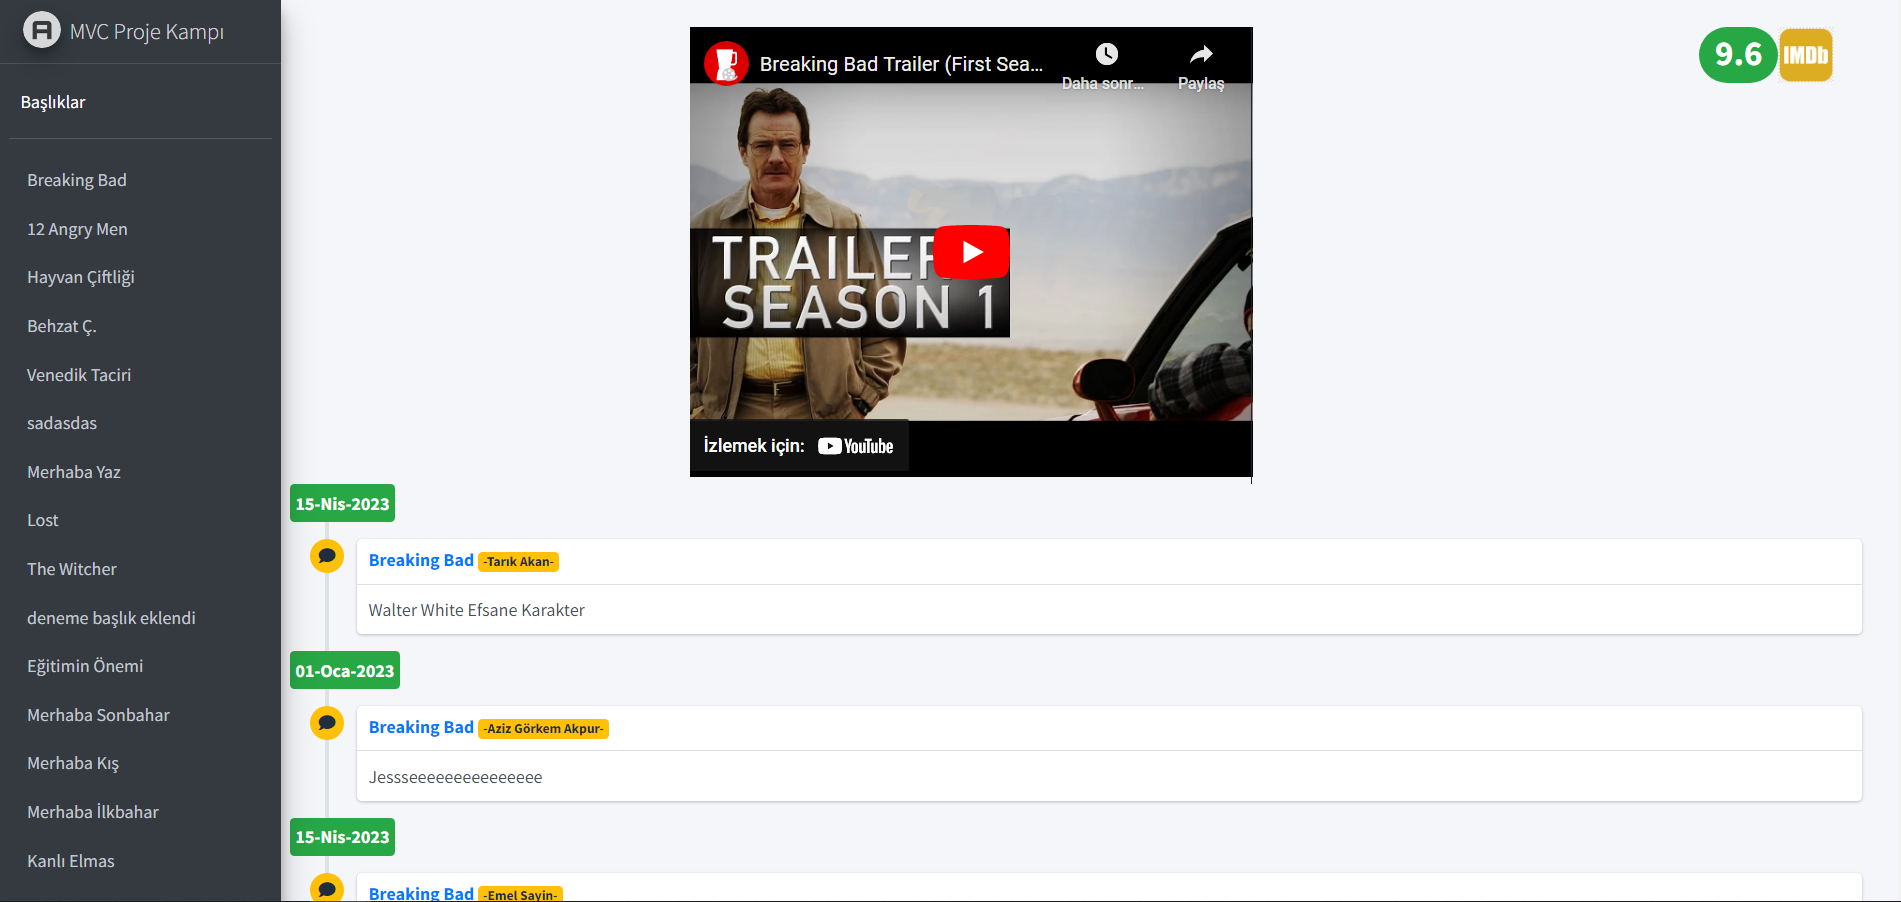 MVC Proje Kampı
Başlıklar
Breaking Bad
12 Angry Men
Hayvan Çiftliği
Behzat Ç.
Venedik Taciri
sadasdas
Merhaba Yaz
Lost
The Witcher
deneme başlık eklendi
Eğitimin Önemi
Merhaba Sonbahar
Merhaba Kış
Merhaba İlkbahar
Kanlı Elmas
Breaking Bad Trailer (First Sea...
Daha sonr...
Paylaş
TRAILER
SEASON 1
İzlemek için: YouTube
9.6 IMDb
15-Nis-2023
Breaking Bad -Tarık Akan-
Walter White Efsane Karakter
01-Oca-2023
Breaking Bad -Aziz Görkem Akpur-
Jessseeeeeeeeeeeeeee
15-Nis-2023
Breaking Bad -Emel Sayin-